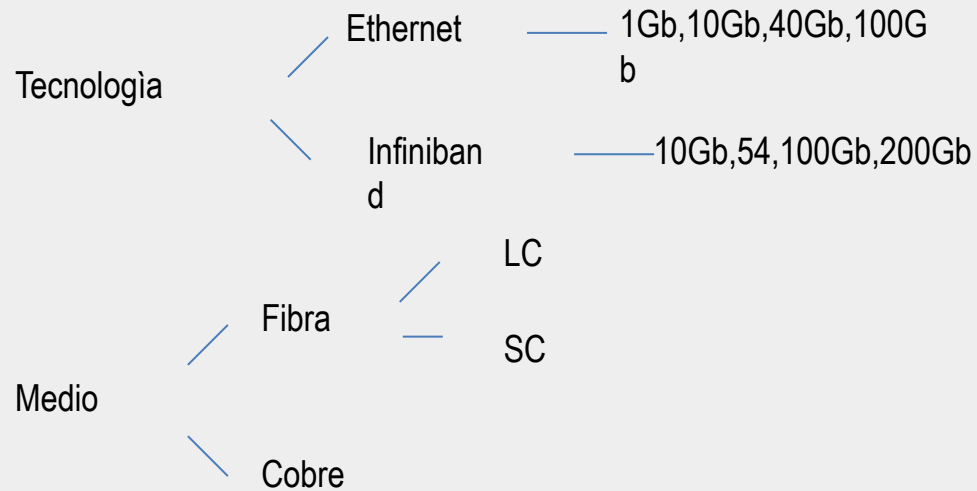 Ethernet
1Gb,10Gb,40Gb,100G
b
Tecnologìa
Infiniban
d
10Gb,54,100Gb,200Gb
LC
Fibra
SC
Medio
Cobre